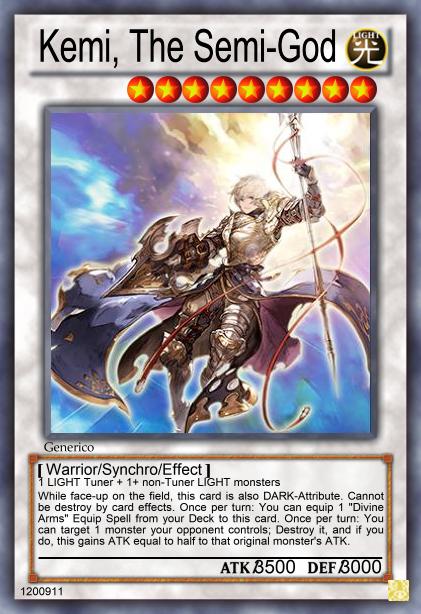 Kemi, The Semi-God
LIGHT
光
Generico
[ Warrior/Synchro/Effect ]
1 LIGHT Tuner + 1+ non-Tuner LIGHT monsters
While face-up on the field, this card is also DARK-Attribute. Cannot
be destroyed by card effects. Once per turn: You can equip 1 "Divine
Arms" Equip Spell from your Deck to this card. Once per turn: You
can target 1 monster your opponent controls; Destroy it, and if you
do, this gains ATK equal to half to that original monster's ATK.
ATK/3500 DEF/3000
1200911